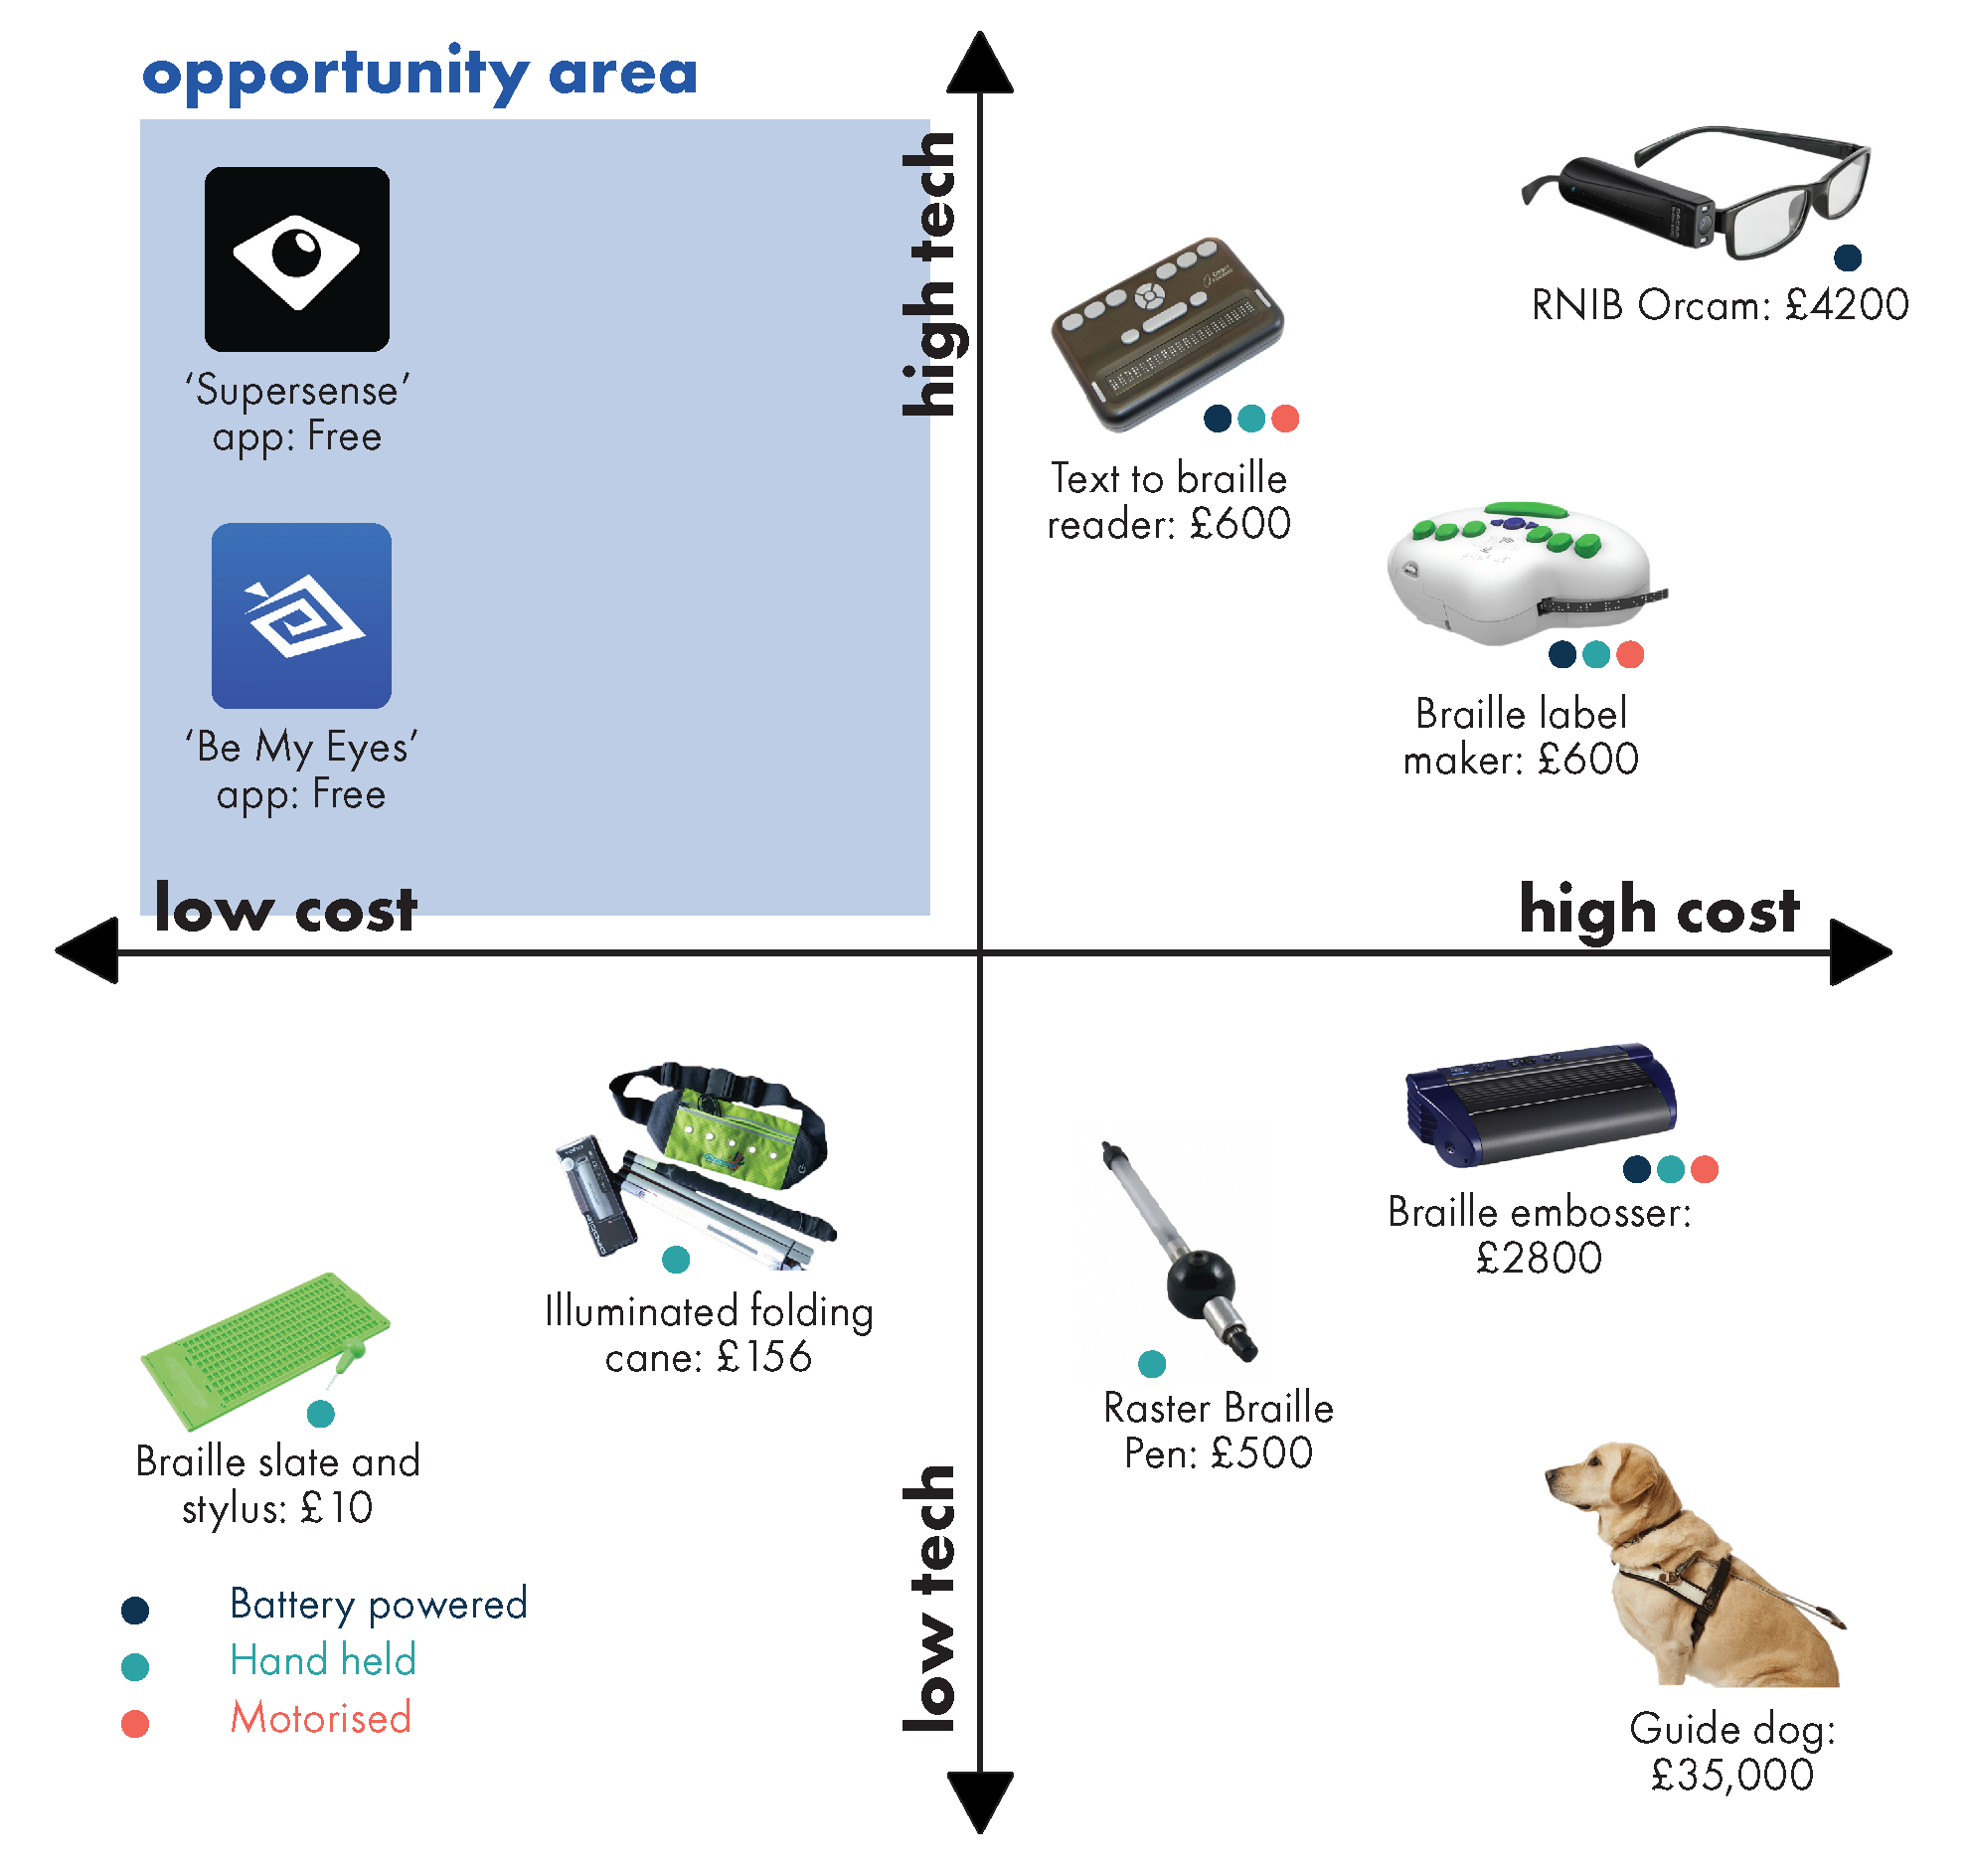 opportunity area
high tech
‘Supersense’
app: Free
‘Be My Eyes’
app: Free
RNIB Orcam: £4200
Text to braille
reader: £600
Braille label
maker: £600
low cost
high cost
Illuminated folding
cane: £156
Braille slate and
stylus: £10
Braille embosser:
£2800
Raster Braille
Pen: £500
low tech
Guide dog:
£35,000
Battery powered
Hand held
Motorised